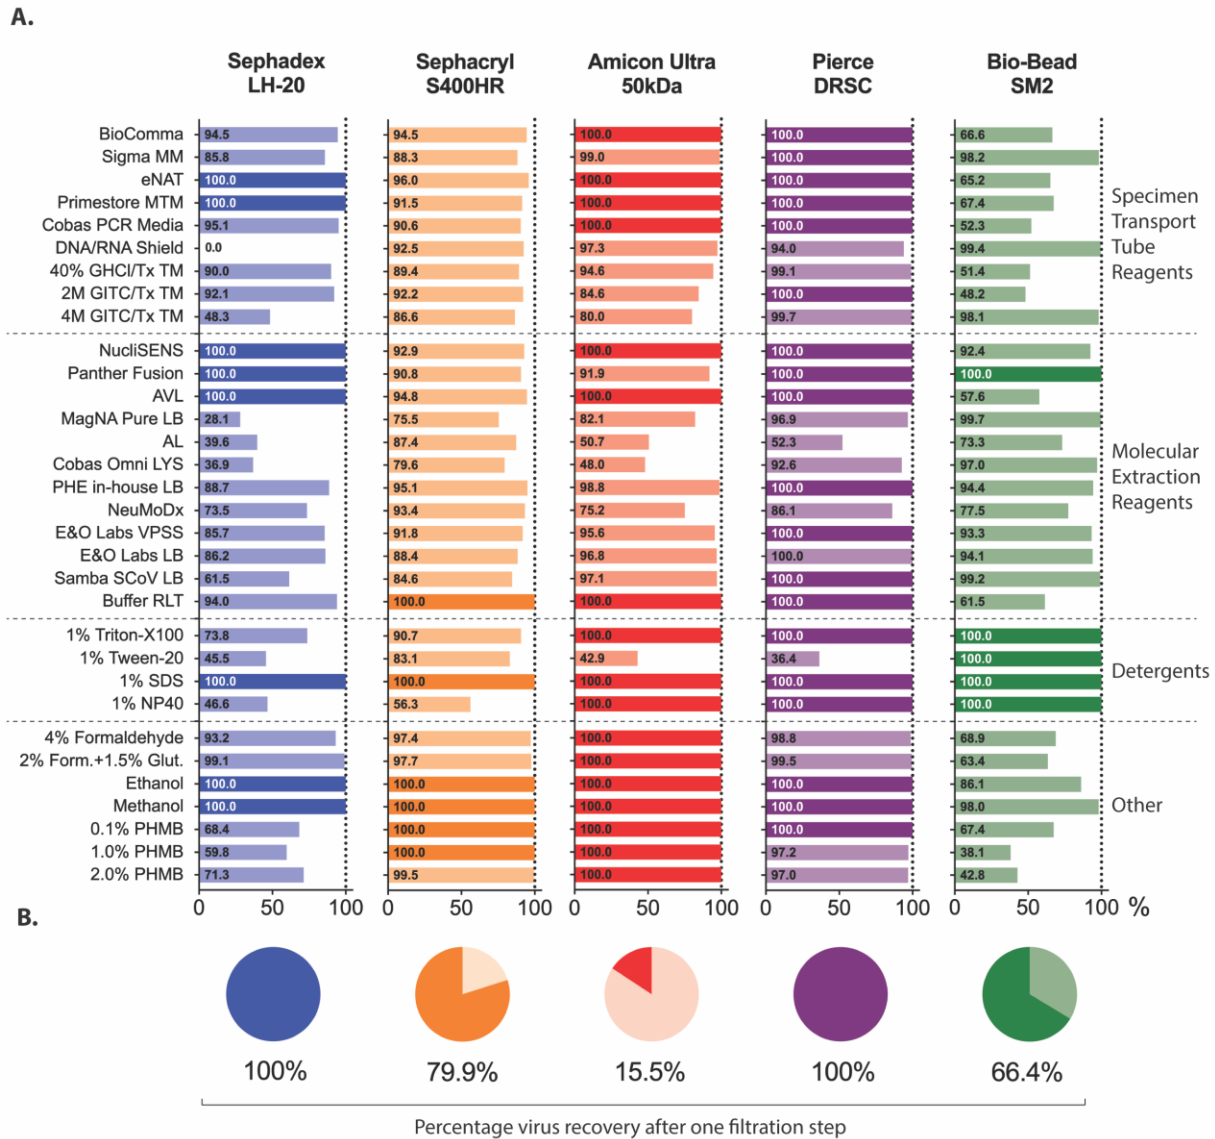 A.
Sephadex LH-20
Sephacryl S400HR
Amicon Ultra 50kDa
Pierce DRSC
Bio-Bead SM2
BioComma 94.5 94.5 100.0 100.0 66.6
Sigma MM 85.8 88.3 99.0 100.0 98.2
eNAT 100.0 96.0 100.0 100.0 65.2
Primestore MTM 100.0 91.5 100.0 100.0 67.4
Cobas PCR Media 95.1 90.6 100.0 100.0 52.3
DNA/RNA Shield 0.0 92.5 97.3 94.0 99.4
40% GHCl/Tx TM 90.0 89.4 94.6 99.1 51.4
2M GITC/Tx TM 92.1 92.2 84.6 100.0 48.2
4M GITC/Tx TM 48.3 86.6 80.0 99.7 98.1
Specimen
Transport
Tube
Reagents
NucliSENS 100.0 92.9 100.0 100.0 92.4
Panther Fusion 100.0 90.8 91.9 100.0 100.0
AVL 100.0 94.8 100.0 100.0 57.6
MagNA Pure LB 28.1 75.5 82.1 96.9 99.7
AL 39.6 87.4 50.7 52.3 73.3
Cobas Omni LYS 36.9 79.6 48.0 92.6 97.0
PHE in-house LB 88.7 95.1 98.8 100.0 94.4
NeuMoDx 73.5 93.4 75.2 86.1 77.5
E&O Labs VPSS 85.7 91.8 95.6 100.0 93.3
E&O Labs LB 86.2 88.4 96.8 100.0 94.1
Samba SCoV LB 61.5 84.6 97.1 100.0 99.2
Buffer RLT 94.0 100.0 100.0 100.0 61.5
Molecular
Extraction
Reagents
1% Triton-X100 73.8 90.7 100.0 100.0 100.0
1% Tween-20 45.5 83.1 42.9 36.4 100.0
1% SDS 100.0 100.0 100.0 100.0 100.0
1% NP40 46.6 56.3 100.0 100.0 100.0
Detergents
4% Formaldehyde 93.2 97.4 100.0 98.8 68.9
2% Form.+1.5% Glut. 99.1 97.7 100.0 99.5 63.4
Ethanol 100.0 100.0 100.0 100.0 86.1
Methanol 100.0 100.0 100.0 100.0 98.0
0.1% PHMB 68.4 100.0 100.0 100.0 67.4
1.0% PHMB 59.8 100.0 100.0 97.2 38.1
2.0% PHMB 71.3 99.5 100.0 97.0 42.8
Other
0 50 100 0 50 100 0 50 100 0 50 100 0 50 100 %
B.
100% 79.9% 15.5% 100% 66.4%
Percentage virus recovery after one filtration step